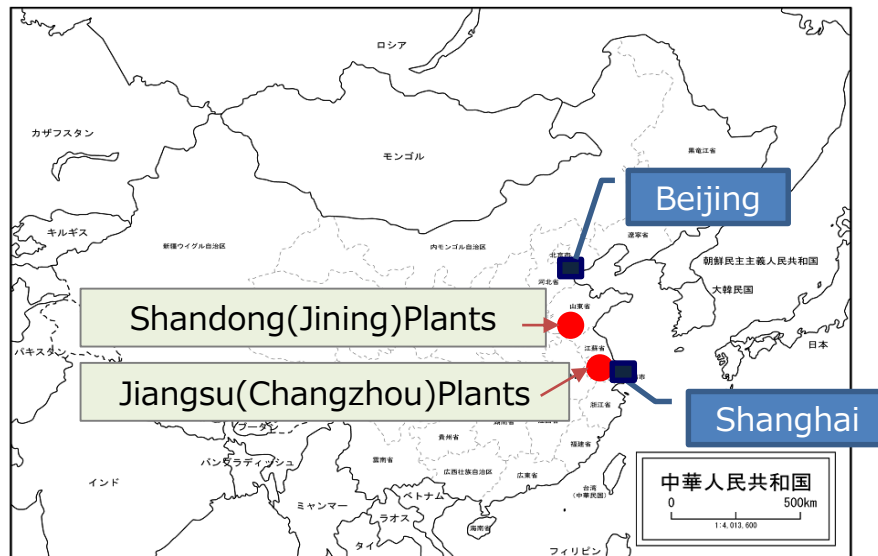 ロシア
カザフスタン
モンゴル
黒竜江省
Beijing
キルギス
新疆ウイグル自治区
内モンゴル自治区
遼寧省
北京市
朝鮮民主主義人民共和国
河北省
大韓民国
Shandong(Jining)Plants
山東省
日本
パキスタン
江蘇省
Jiangsu(Changzhou)Plants
浙江省
Shanghai
ブータン
貴州省
福建省
バングラディッシュ
雲南省
広西壮族自治区
広東省
インド
台湾
(中華民国)
ベトナム
ミャンマー
ラオス
海南省
タイ
フィリピン
中華人民共和国
0 500km
1:4,013,600